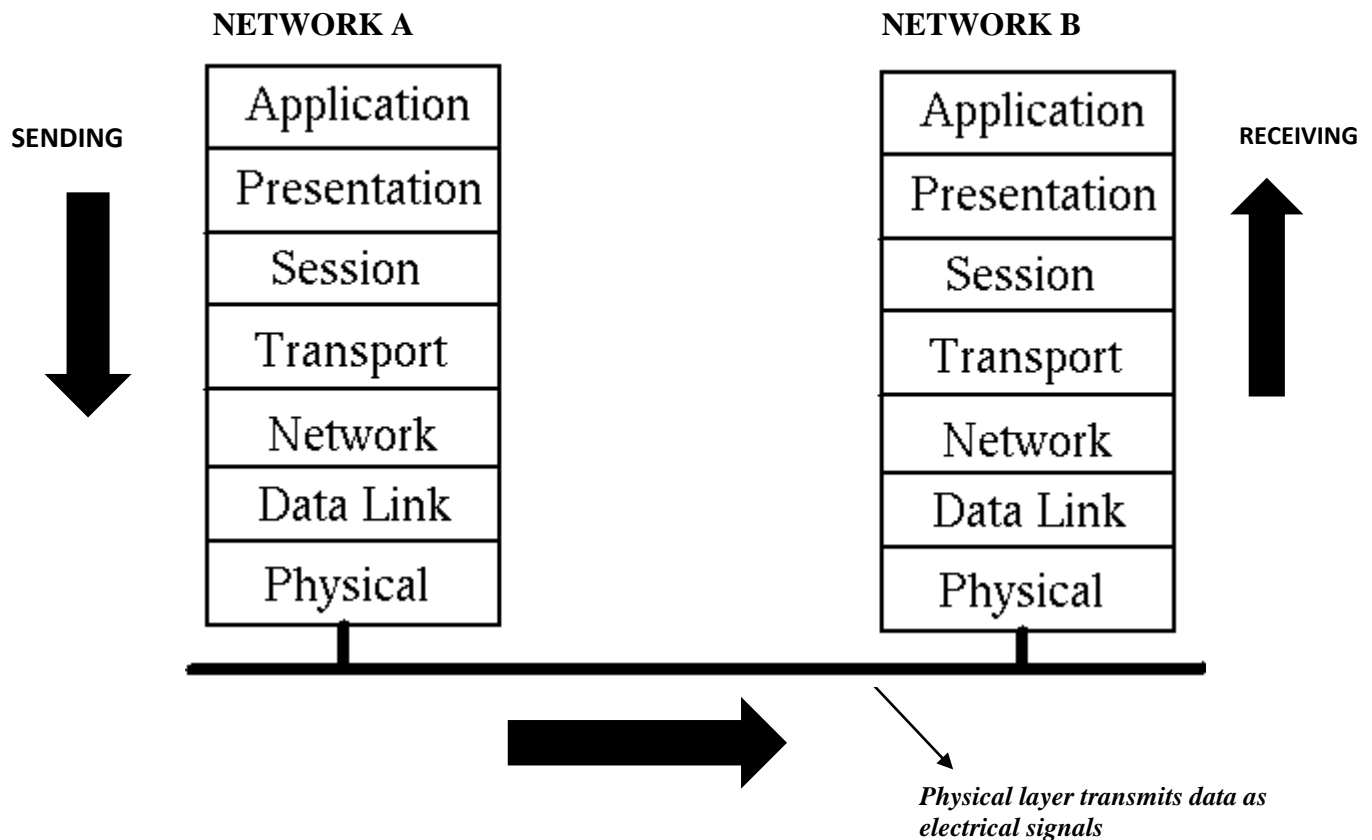 NETWORK A
NETWORK B
SENDING
RECEIVING
Application
Presentation
Session
Transport
Network
Data Link
Physical
Application
Presentation
Session
Transport
Network
Data Link
Physical
Physical layer transmits data as
electrical signals